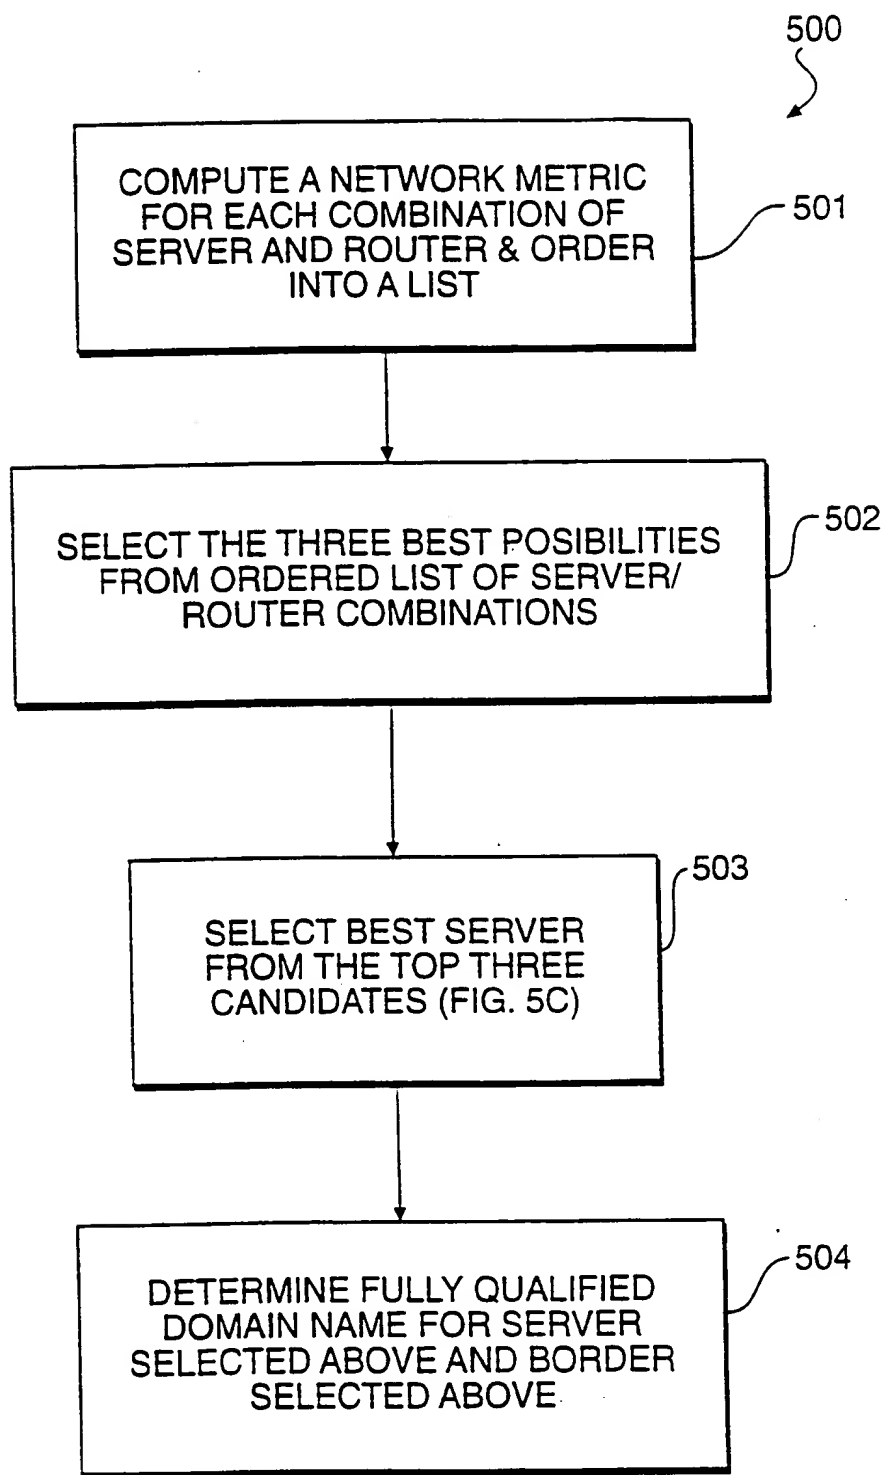 500
COMPUTE A NETWORK METRIC
FOR EACH COMBINATION OF
SERVER AND ROUTER & ORDER
INTO A LIST
501
SELECT THE THREE BEST POSIBILITIES
FROM ORDERED LIST OF SERVER/
ROUTER COMBINATIONS
502
SELECT BEST SERVER
FROM THE TOP THREE
CANDIDATES (FIG. 5C)
503
DETERMINE FULLY QUALIFIED
DOMAIN NAME FOR SERVER
SELECTED ABOVE AND BORDER
SELECTED ABOVE
504